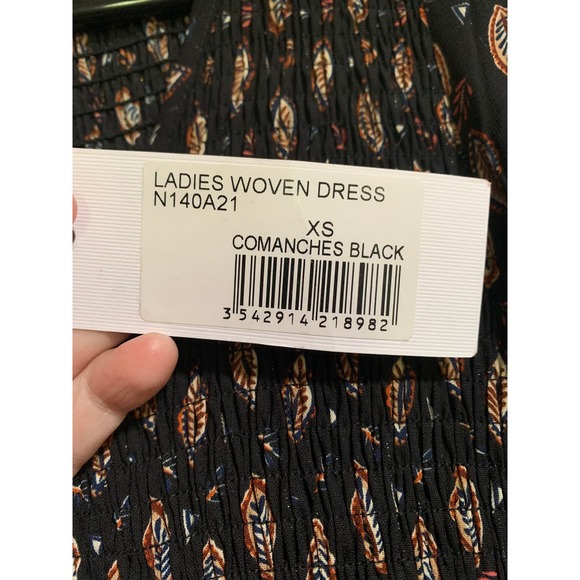 LADIES WOVEN DRESS
N140A21
XS
COMANCHES BLACK
3 542914 218982